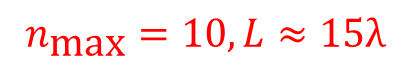 n_max = 10, L ≈ 15λ